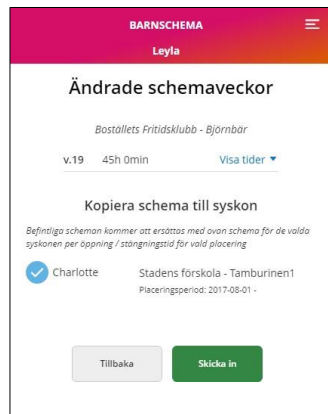 BARNSCHEMA
Leyla
Ändrade schemaveckor
Boställets Fritidsklubb - Björnbär
v.19 45h 0min Visa tider
Kopiera schema till syskon
Befintliga scheman kommer att ersättas med ovan schema för de valda
syskonen per öppning / stängningstid för vald placering
Charlotte Stadens förskola - Tamburinen1
Placeringsperiod: 2017-08-01 -
Tillbaka Skicka in